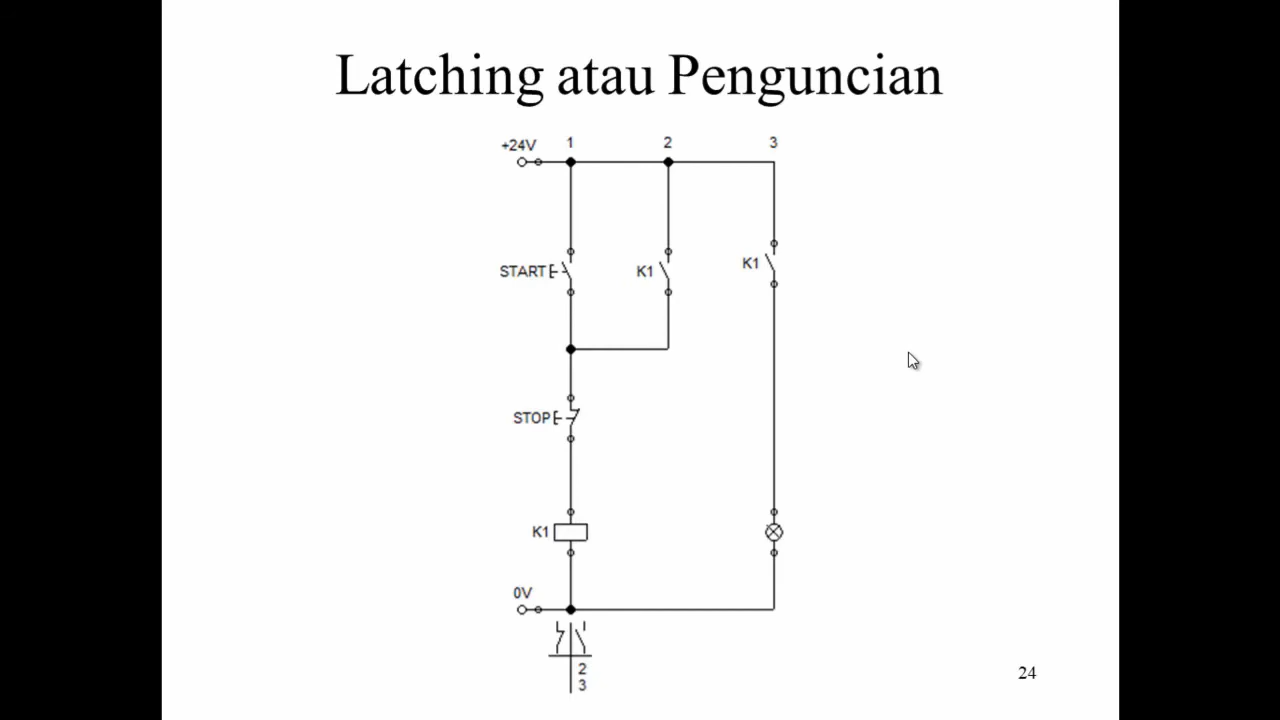 Latching atau Penguncian
+24V 1 2 3
START K1 K1
STOP
K1
0V
2
3
24